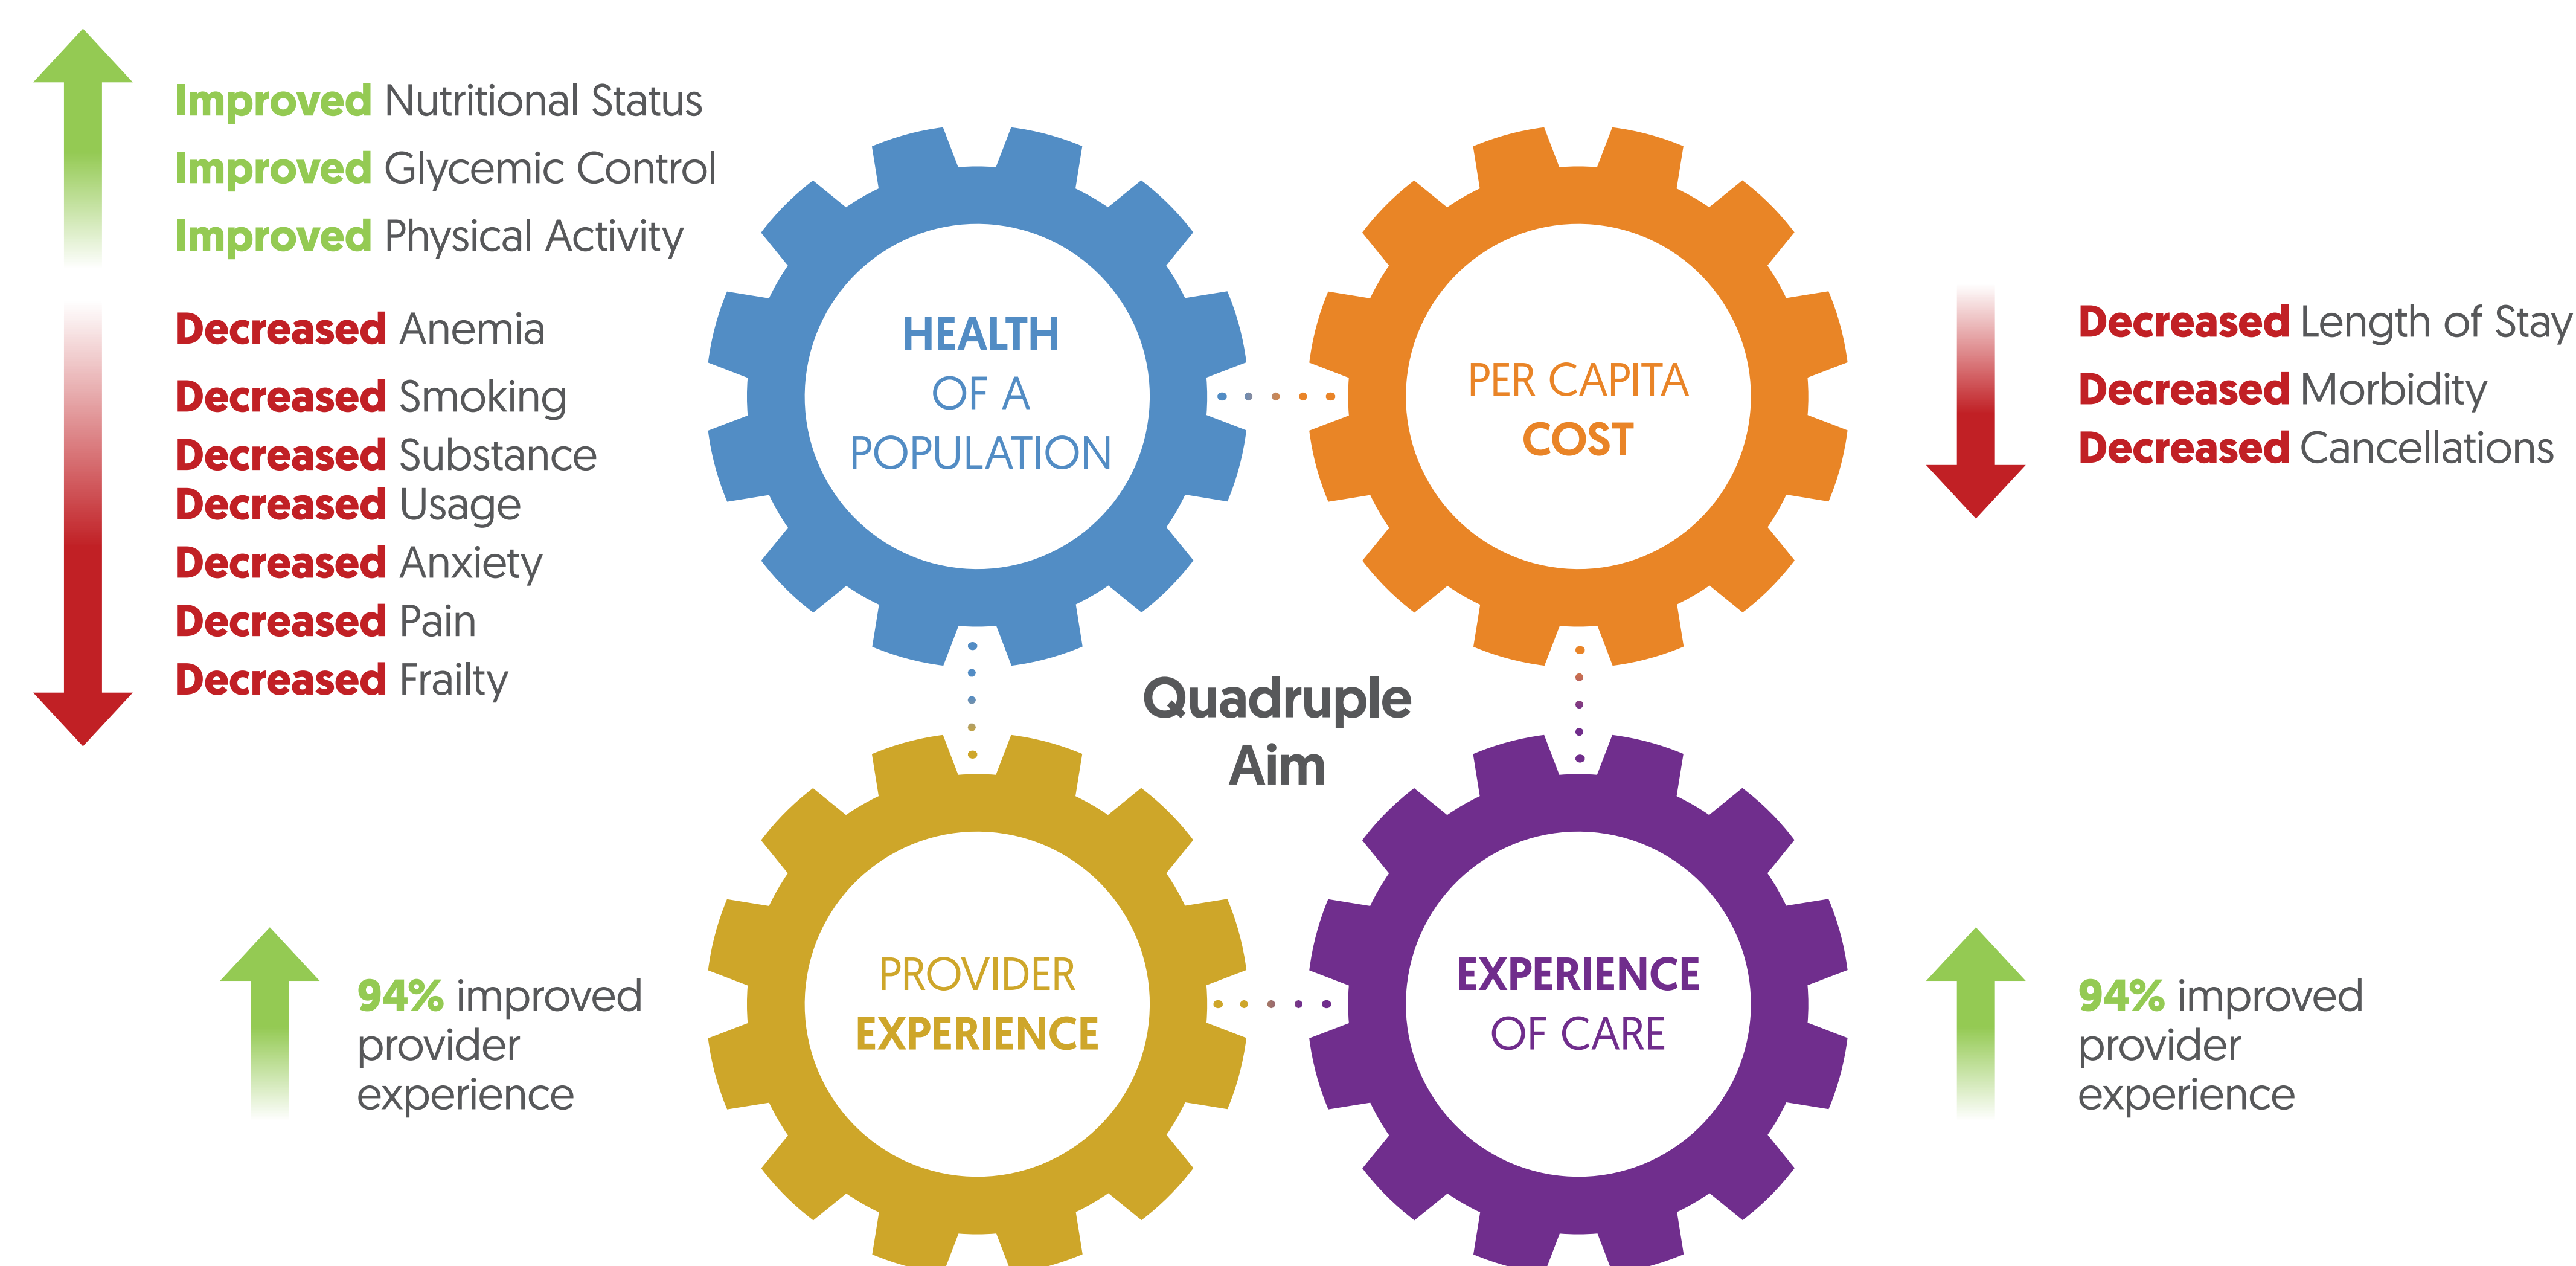 Improved Nutritional Status
Improved Glycemic Control
Improved Physical Activity
Decreased Anemia
Decreased Smoking
Decreased Substance
Decreased Usage
Decreased Anxiety
Decreased Pain
Decreased Frailty
HEALTH
OF A
POPULATION
PER CAPITA
COST
Decreased Length of Stay
Decreased Morbidity
Decreased Cancellations
Quadruple
Aim
94% improved
provider
experience
PROVIDER
EXPERIENCE
EXPERIENCE
OF CARE
94% improved
provider
experience